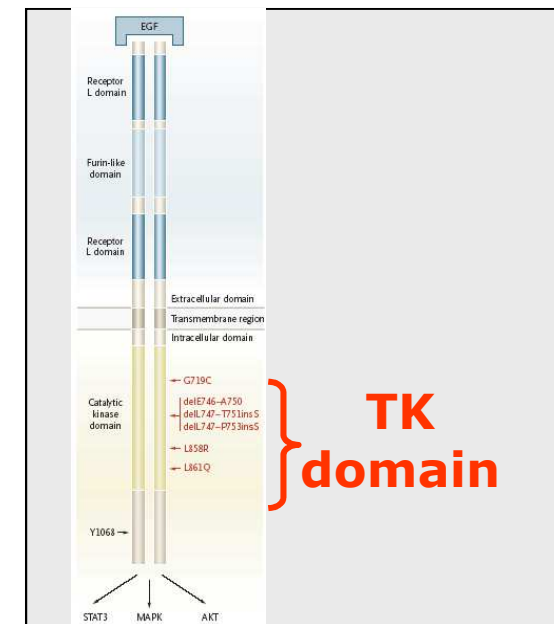 EGF
Receptor
L domain
Furin-like
domain
Receptor
L domain
Extracellular domain
Transmembrane region
Intracellular domain
G719C
Catalytic
kinase
domain
delE746–A750
delL747–T751insS
delL747–P753insS
L858R
L861Q
TK
domain
Y1068
STAT3 MAPK AKT